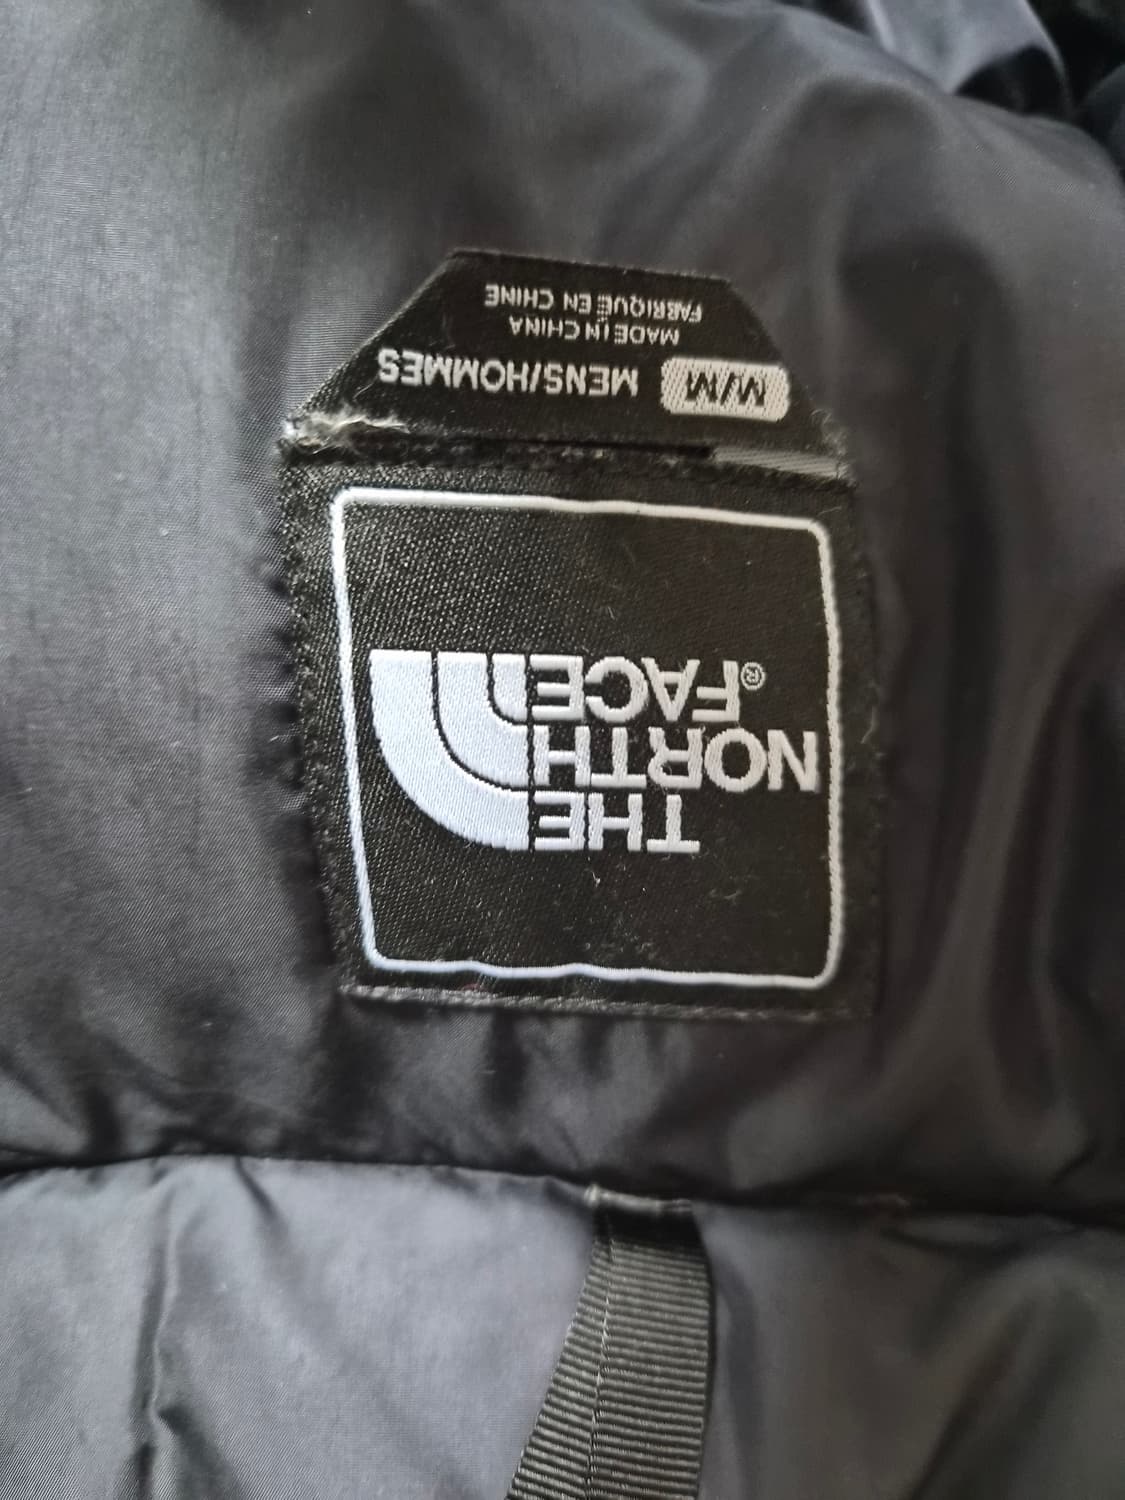 THE
NORTH
FACE®
M/M MENS/HOMMES
MADE IN CHINA
FABRIQUÉ EN CHINE